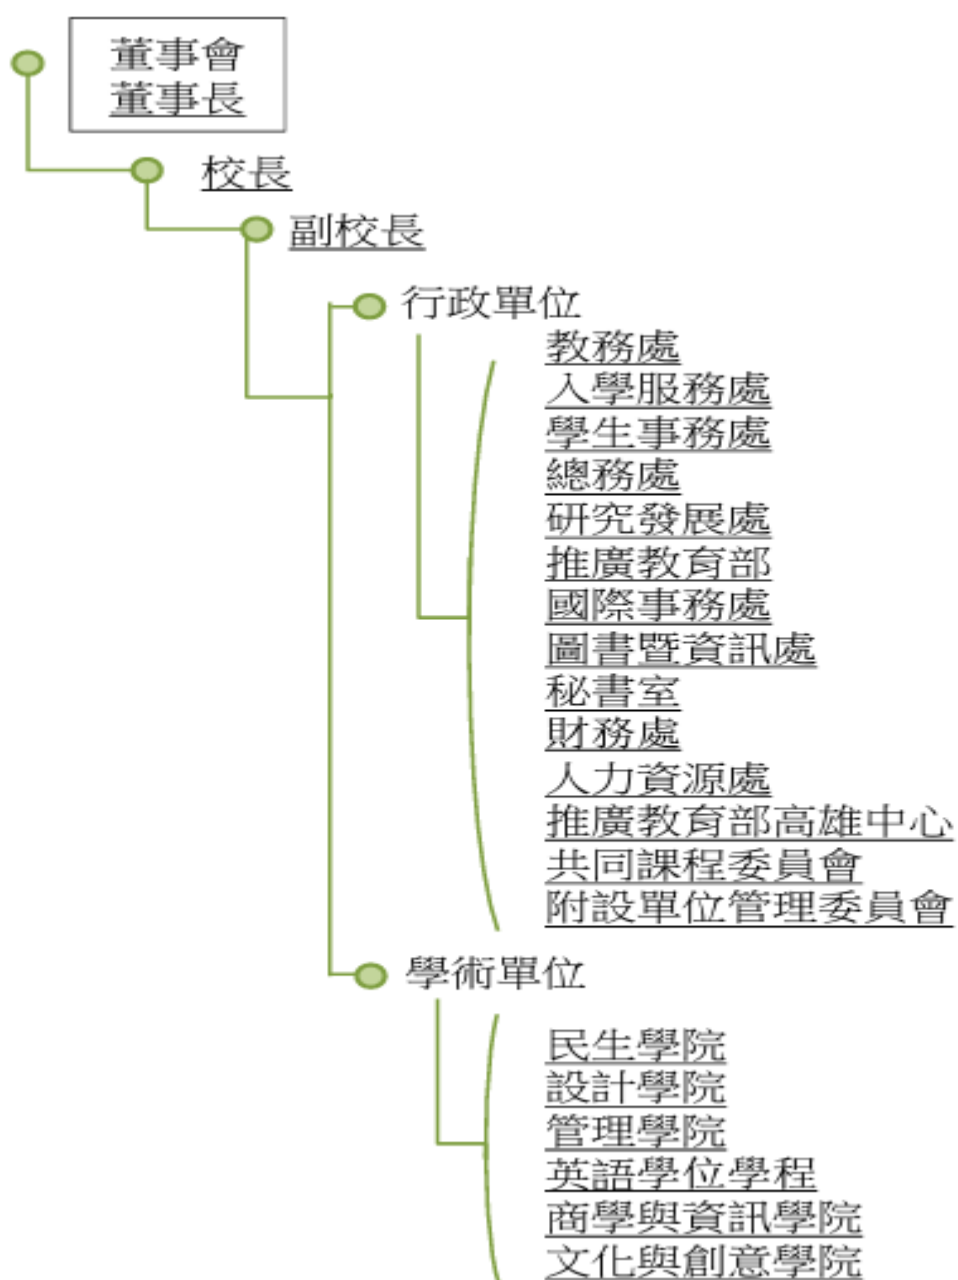 董事會
董事長
校長
副校長
行政單位
教務處
入學服務處
學生事務處
總務處
研究發展處
推廣教育部
國際事務處
圖書暨資訊處
秘書室
財務處
人力資源處
推廣教育部高雄中心
共同課程委員會
附設單位管理委員會
學術單位
民生學院
設計學院
管理學院
英語學位學程
商學與資訊學院
文化與創意學院